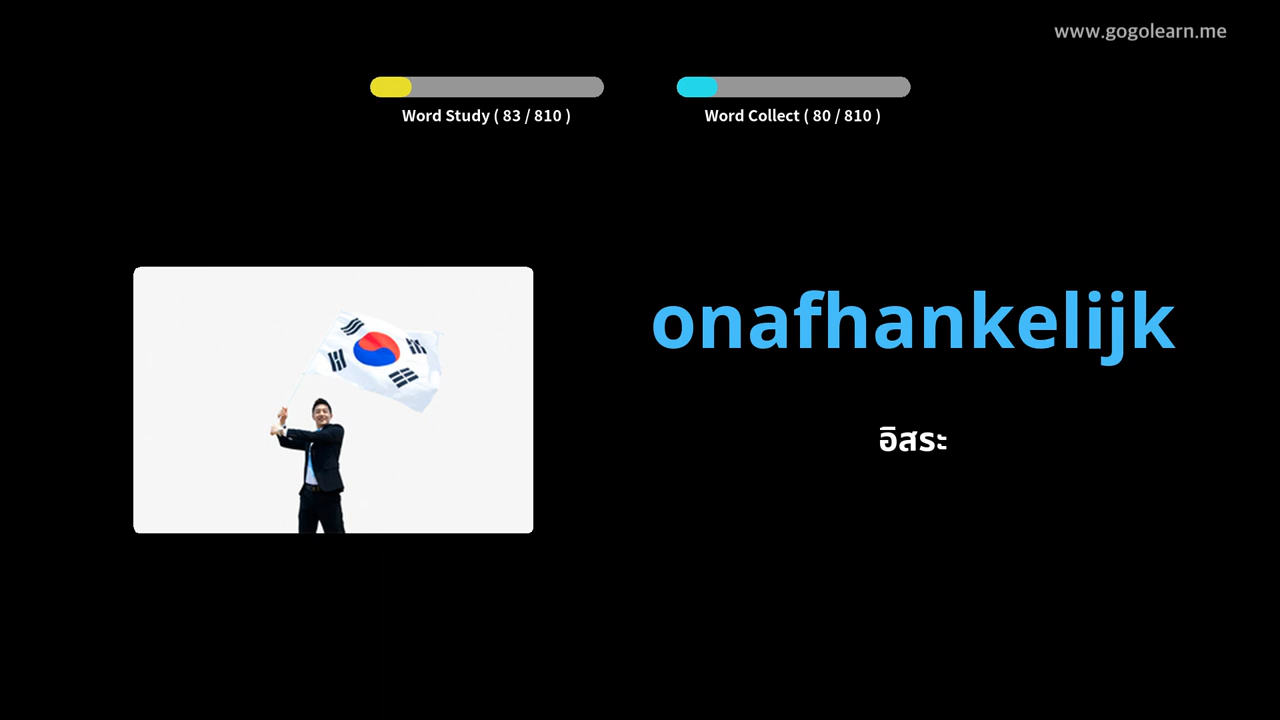 www.gogolearn.me
Word Study ( 83 / 810 )
Word Collect ( 80 / 810 )
onafhankelijk
อิสระ